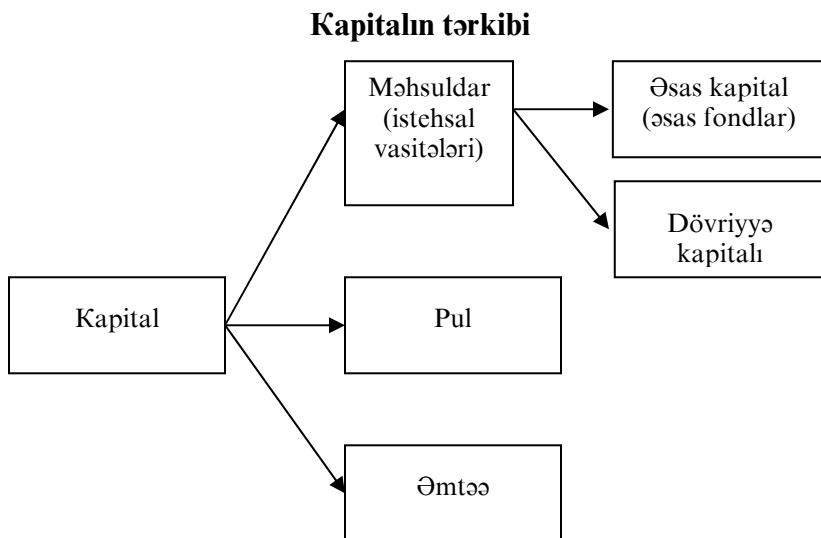 Kapitalın tərkibi
Məhsuldar
(istehsal
vasitələri)
Əsas kapital
(əsas fondlar)
Dövriyyə
kapitalı
Kapital
Pul
Əmtəə